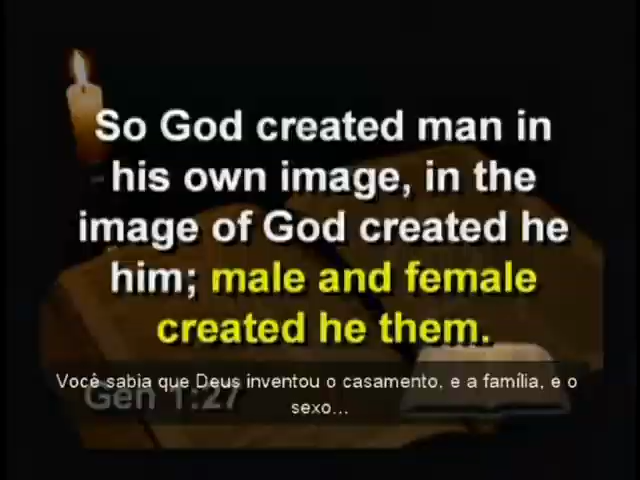 So God created man in
his own image, in the
image of God created he
him; male and female
created he them.
Você sabia que Deus inventou o casamento, e a família, e o
Gen 1:27
sexo...